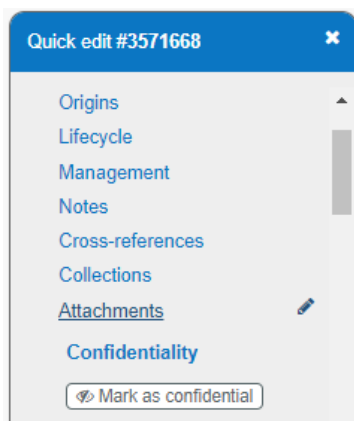 Quick edit #3571668
Origins
Lifecycle
Management
Notes
Cross-references
Collections
Attachments
Confidentiality
Mark as confidential